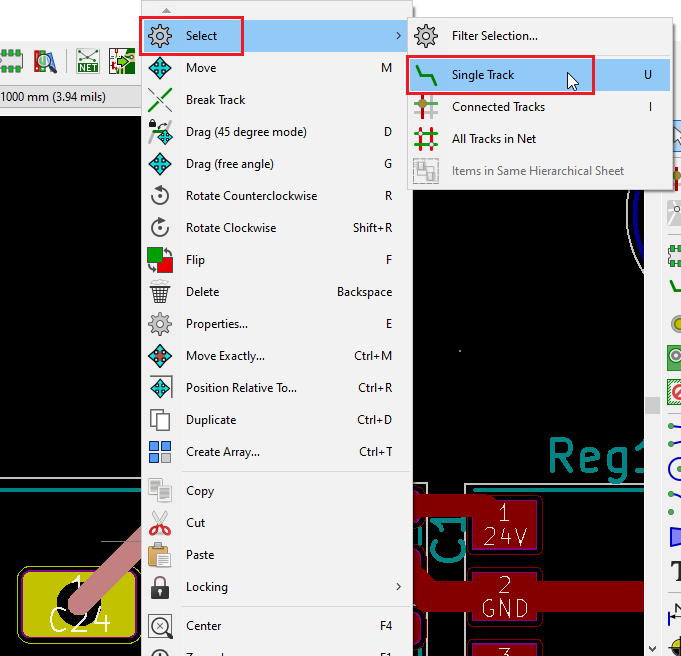 Select
Filter Selection...
NET
Move M
Single Track U
1000 mm (3.94 mils)
Break Track
Connected Tracks I
Drag (45 degree mode) D
All Tracks in Net
Drag (free angle) G
Items in Same Hierarchical Sheet
Rotate Counterclockwise R
Rotate Clockwise Shift+R
Flip F
Delete Backspace
Properties... E
Move Exactly... Ctrl+M
Position Relative To... Ctrl+R
Duplicate Ctrl+D
Create Array... Ctrl+T
Reg1
Copy
Cut
Paste
Locking
Center F4
C1
1
24V
2
GND
3
1
C24
T